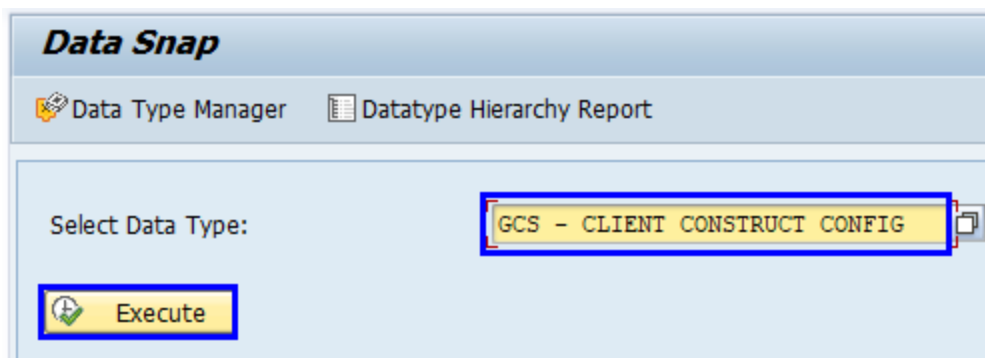 Data Snap
Data Type Manager Datatype Hierarchy Report
Select Data Type: GCS - CLIENT CONSTRUCT CONFIG
Execute